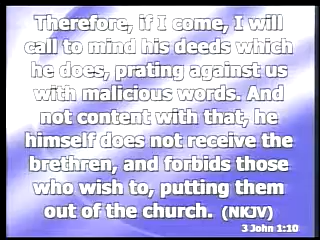 Therefore, if I come, I will
call to mind his deeds which
he does, prating against us
with malicious words. And
not content with that, he
himself does not receive the
brethren, and forbids those
who wish to, putting them
out of the church. (NKJV)
3 John 1:10